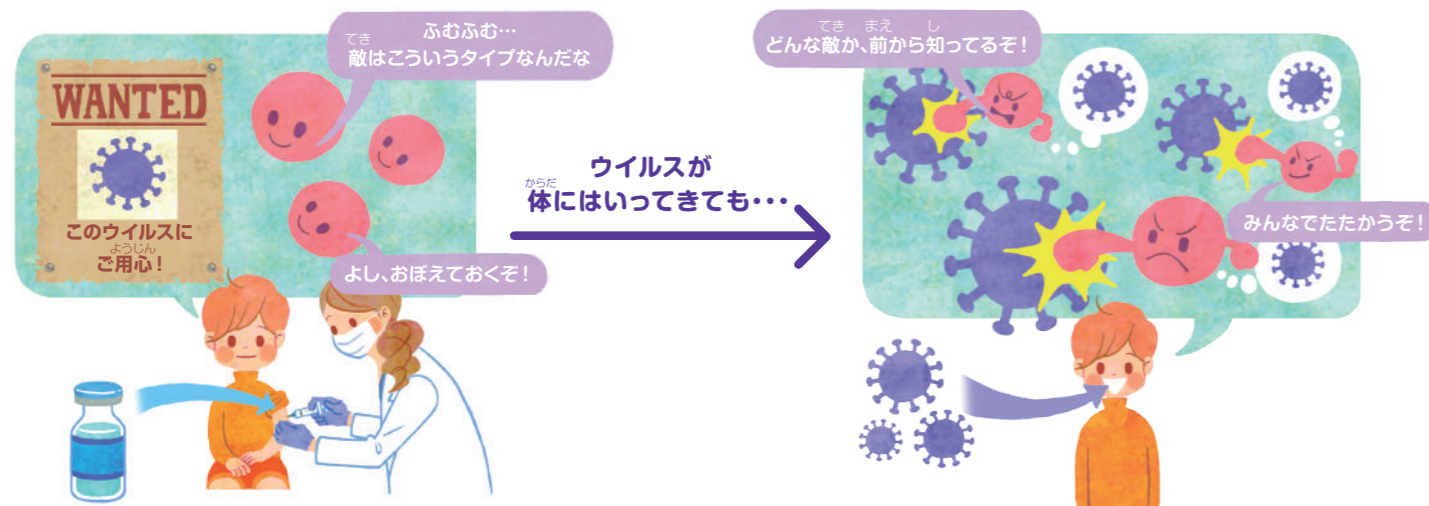 ふむふむ…
てき
敵はこういうタイプなんだな
WANTED
このウイルスに
ようじん
ご用心！
よし、おぼえておくぞ！
ウイルスが
からだ
体にはいってきても・・・
てき まえ し
どんな敵か、前から知ってるぞ！
みんなでたたかうぞ！